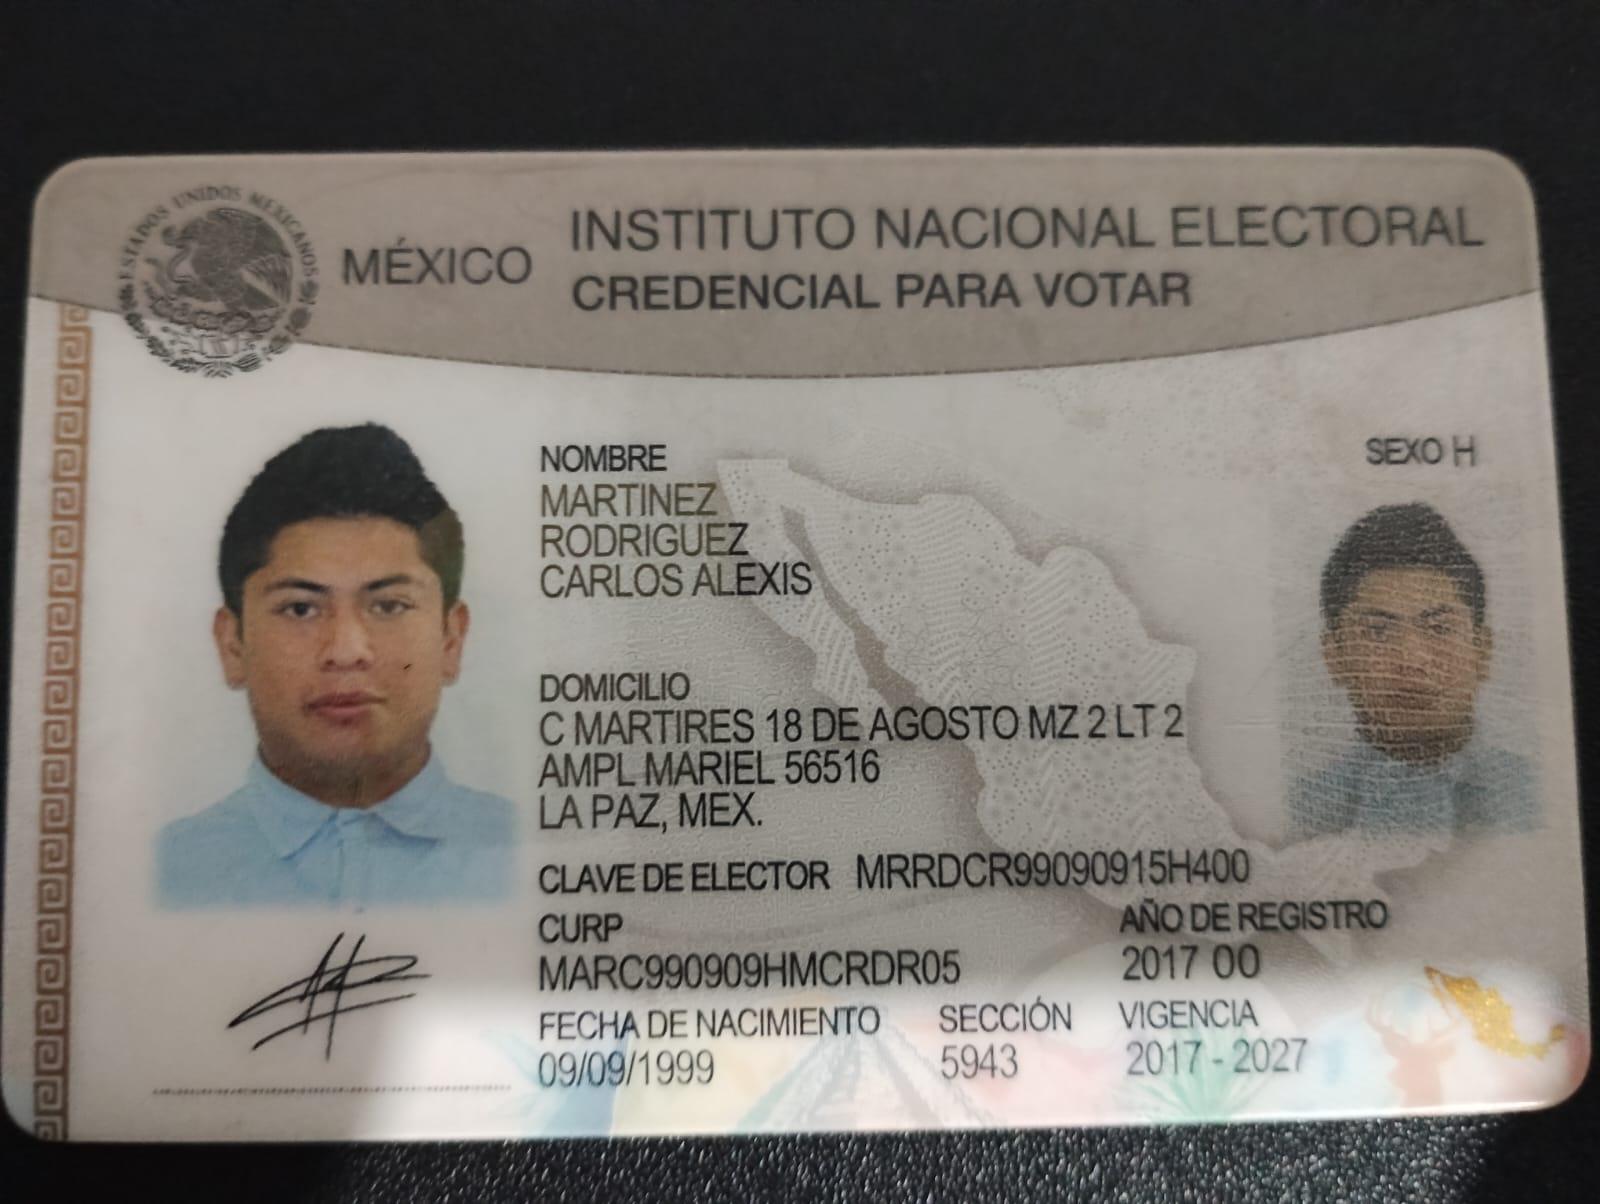 ESTADOS UNIDOS MEXICANOS
MÉXICO
INSTITUTO NACIONAL ELECTORAL
CREDENCIAL PARA VOTAR
NOMBRE
MARTINEZ
RODRIGUEZ
CARLOS ALEXIS
SEXO H
DOMICILIO
C MARTIRES 18 DE AGOSTO MZ 2 LT 2
AMPL MARIEL 56516
LA PAZ, MEX.
CLAVE DE ELECTOR MRRDCR99090915H400
CURP
MARC990909HMCRDR05
AÑO DE REGISTRO
2017 00
FECHA DE NACIMIENTO
09/09/1999
SECCIÓN
5943
VIGENCIA
2017 - 2027